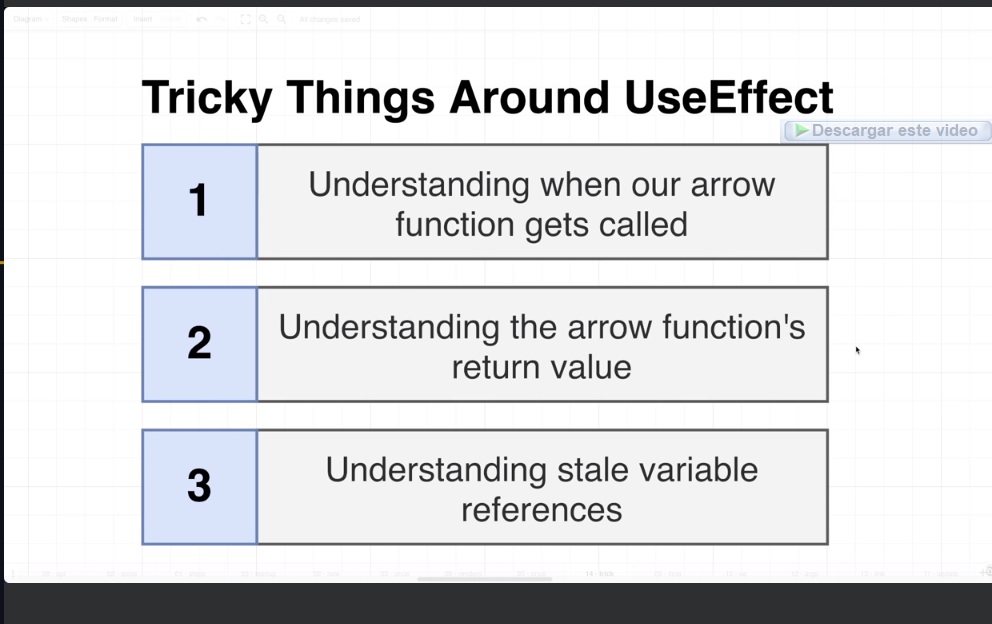 Diagram Shapes Format Insert
All changes saved
Tricky Things Around UseEffect
Descargar este video
1
Understanding when our arrow
function gets called
2
Understanding the arrow function's
return value
3
Understanding stale variable
references